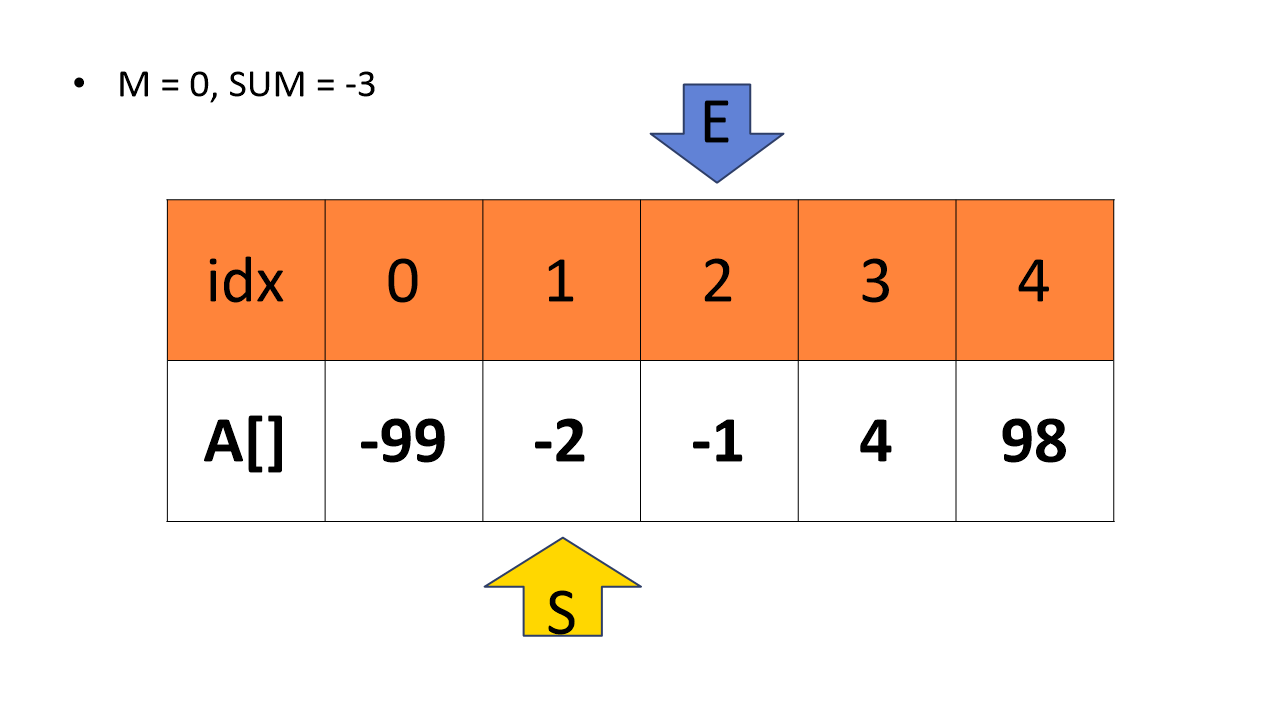 • M = 0, SUM = -3
E
idx 0 1 2 3 4
A[] -99 -2 -1 4 98
S